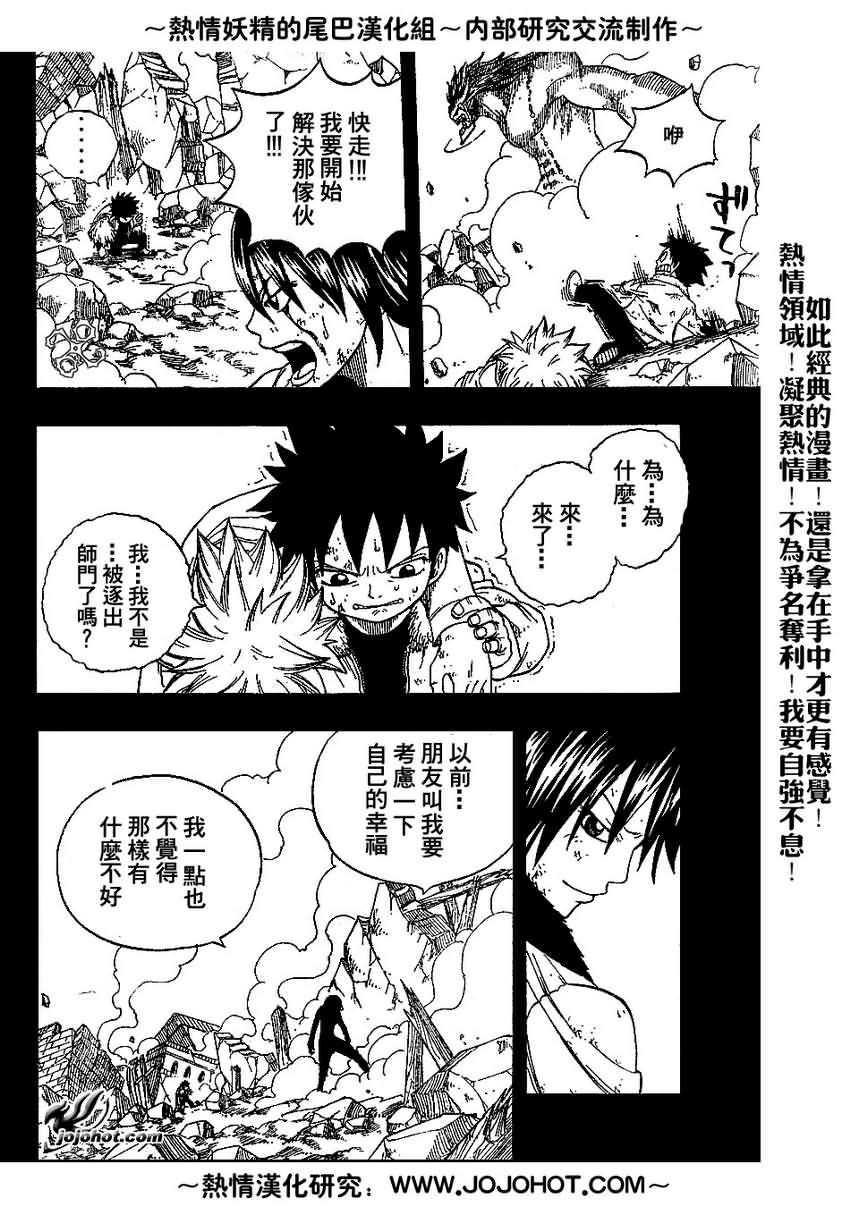 ～熱情妖精的尾巴漢化組～内部研究交流制作～
咿
ずてっ
快走!!!
我要開始
解決那傢伙
了!!!
……
為…為
什麼…
來…
來了…
我…我不是
…被逐出
師門了嗎?
以前…
朋友叫我要
考慮一下
自己的幸福
我一點也
不覺得
那樣有
什麼不好
如此經典的漫畫！還是拿在手中才更有感覺！
熱情領域！凝聚熱情！不為爭名奪利！我要自強不息！
jojohot.com
～熱情漢化研究：WWW.JOJOHOT.COM～